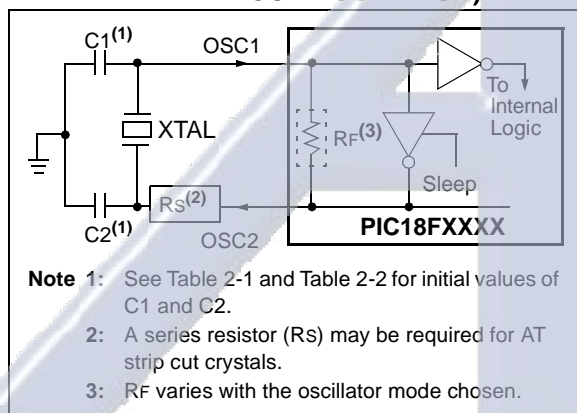 C1(1)
OSC1
To
Internal
Logic
XTAL
RF(3)
Sleep
RS(2)
C2(1)
OSC2
PIC18FXXXX
Note 1: See Table 2-1 and Table 2-2 for initial values of
C1 and C2.
2: A series resistor (RS) may be required for AT
strip cut crystals.
3: RF varies with the oscillator mode chosen.